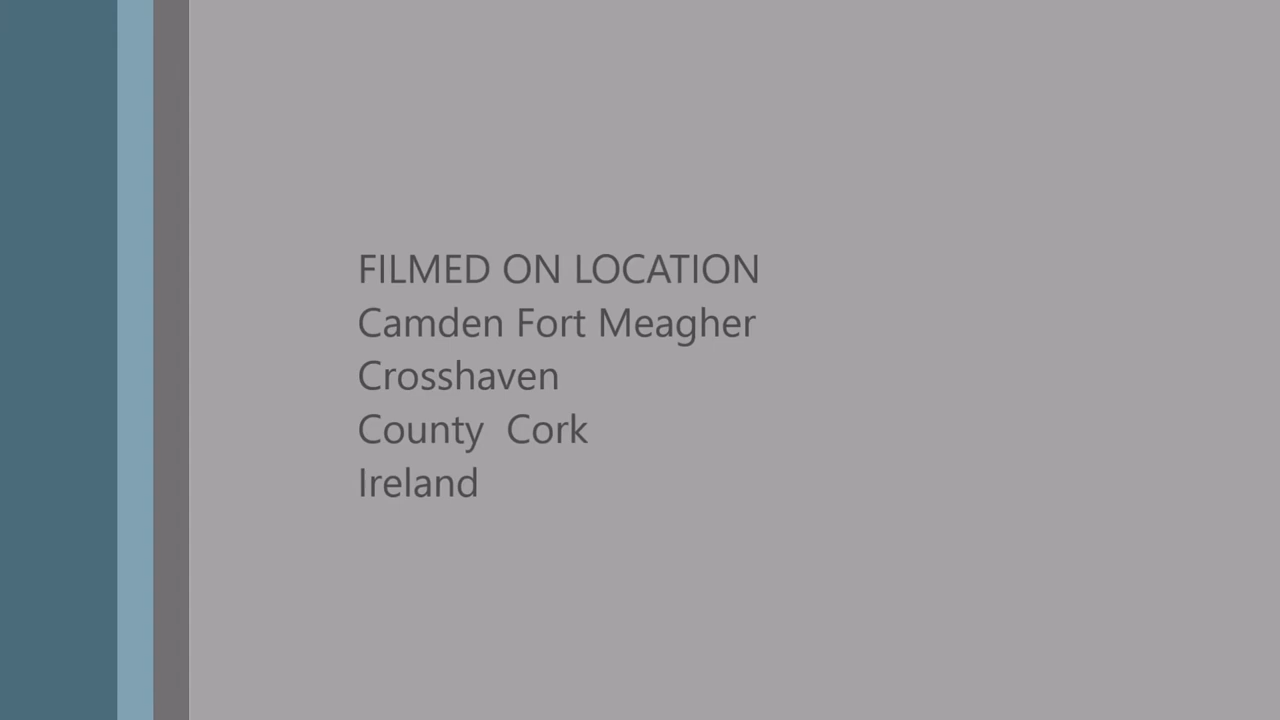 FILMED ON LOCATION
Camden Fort Meagher
Crosshaven
County  Cork
Ireland